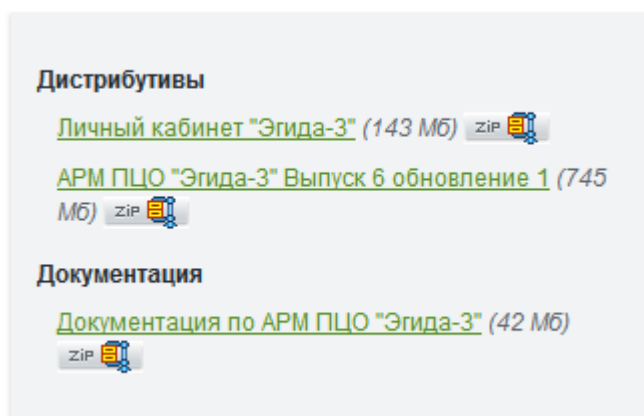 Дистрибутивы
Личный кабинет "Эгида-3" (143 Мб) ZIP
АРМ ПЦО "Эгида-3" Выпуск 6 обновление 1 (745
Мб) ZIP
Документация
Документация по АРМ ПЦО "Эгида-3" (42 Мб)
ZIP